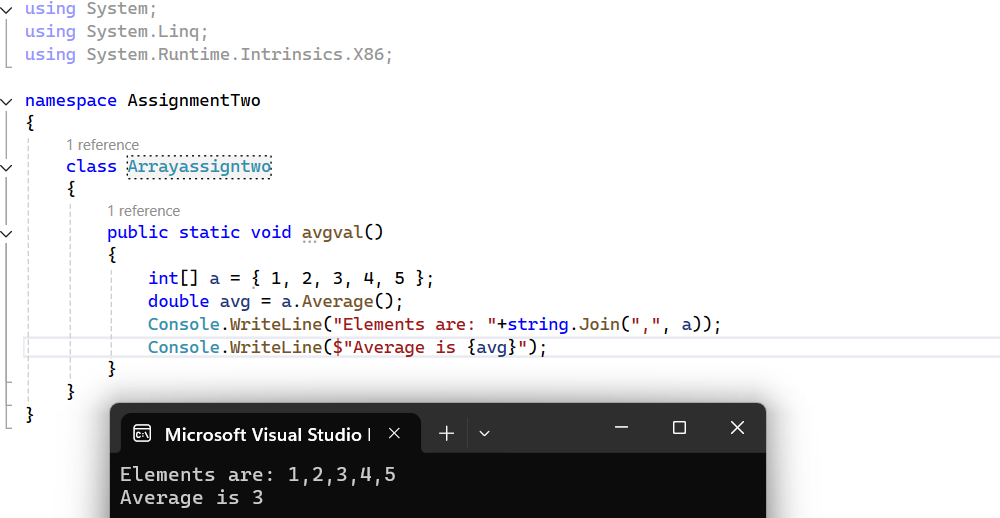 using System;
using System.Linq;
using System.Runtime.Intrinsics.X86;
namespace AssignmentTwo
{
1 reference
class Arrayassigntwo
{
1 reference
public static void avgval()
{
int[] a = { 1, 2, 3, 4, 5 };
double avg = a.Average();
Console.WriteLine("Elements are: "+string.Join(",", a));
Console.WriteLine($"Average is {avg}");
}
}
}
Microsoft Visual Studio
Elements are: 1,2,3,4,5
Average is 3